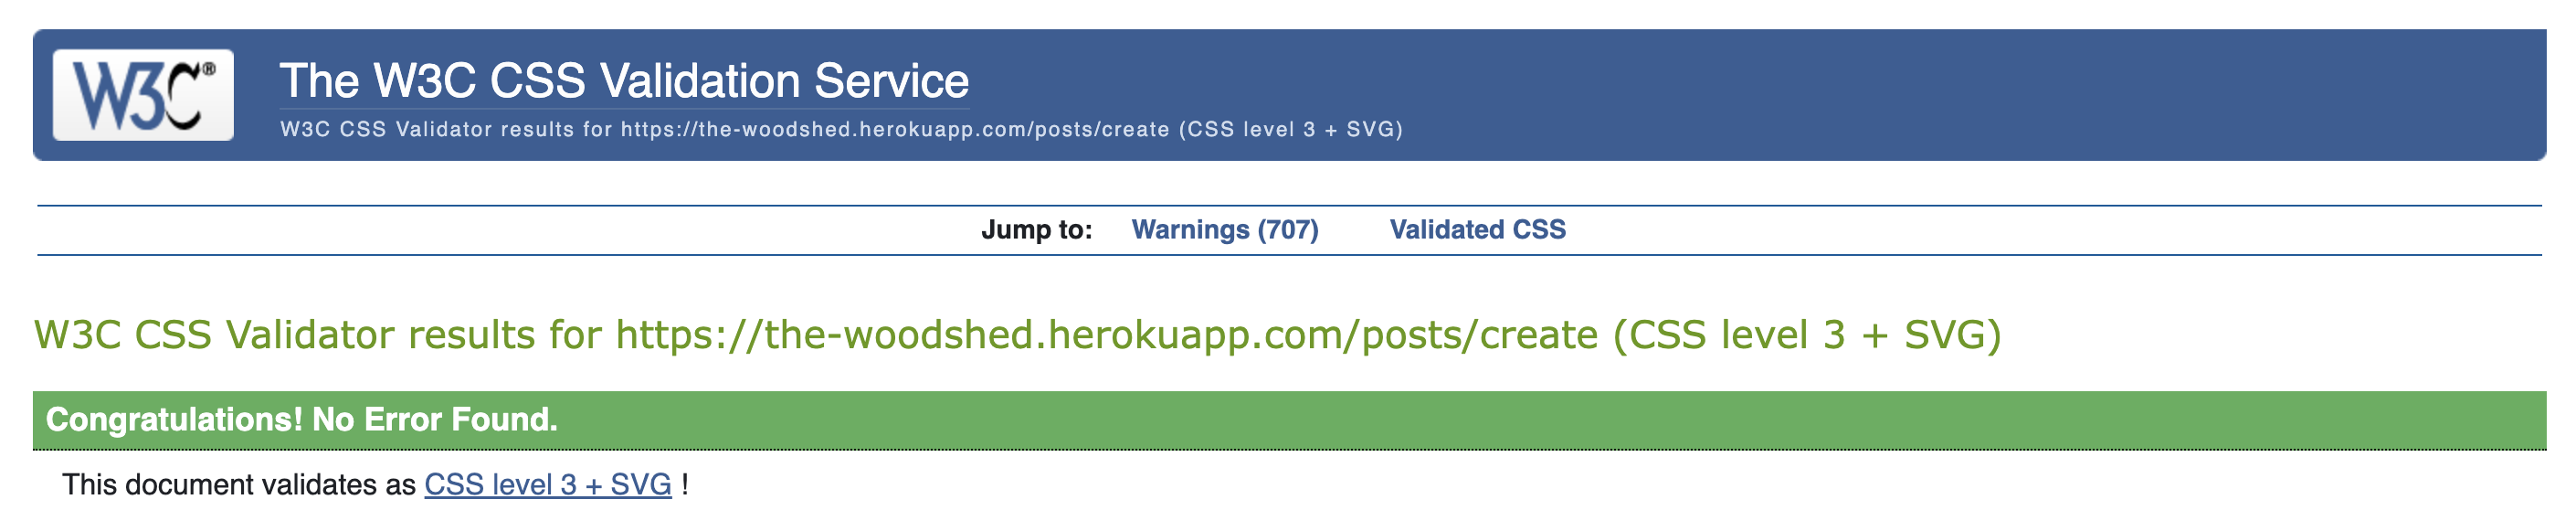 W3C®
The W3C CSS Validation Service
W3C CSS Validator results for https://the-woodshed.herokuapp.com/posts/create (CSS level 3 + SVG)
Jump to: Warnings (707) Validated CSS
W3C CSS Validator results for https://the-woodshed.herokuapp.com/posts/create (CSS level 3 + SVG)
Congratulations! No Error Found.
This document validates as CSS level 3 + SVG !